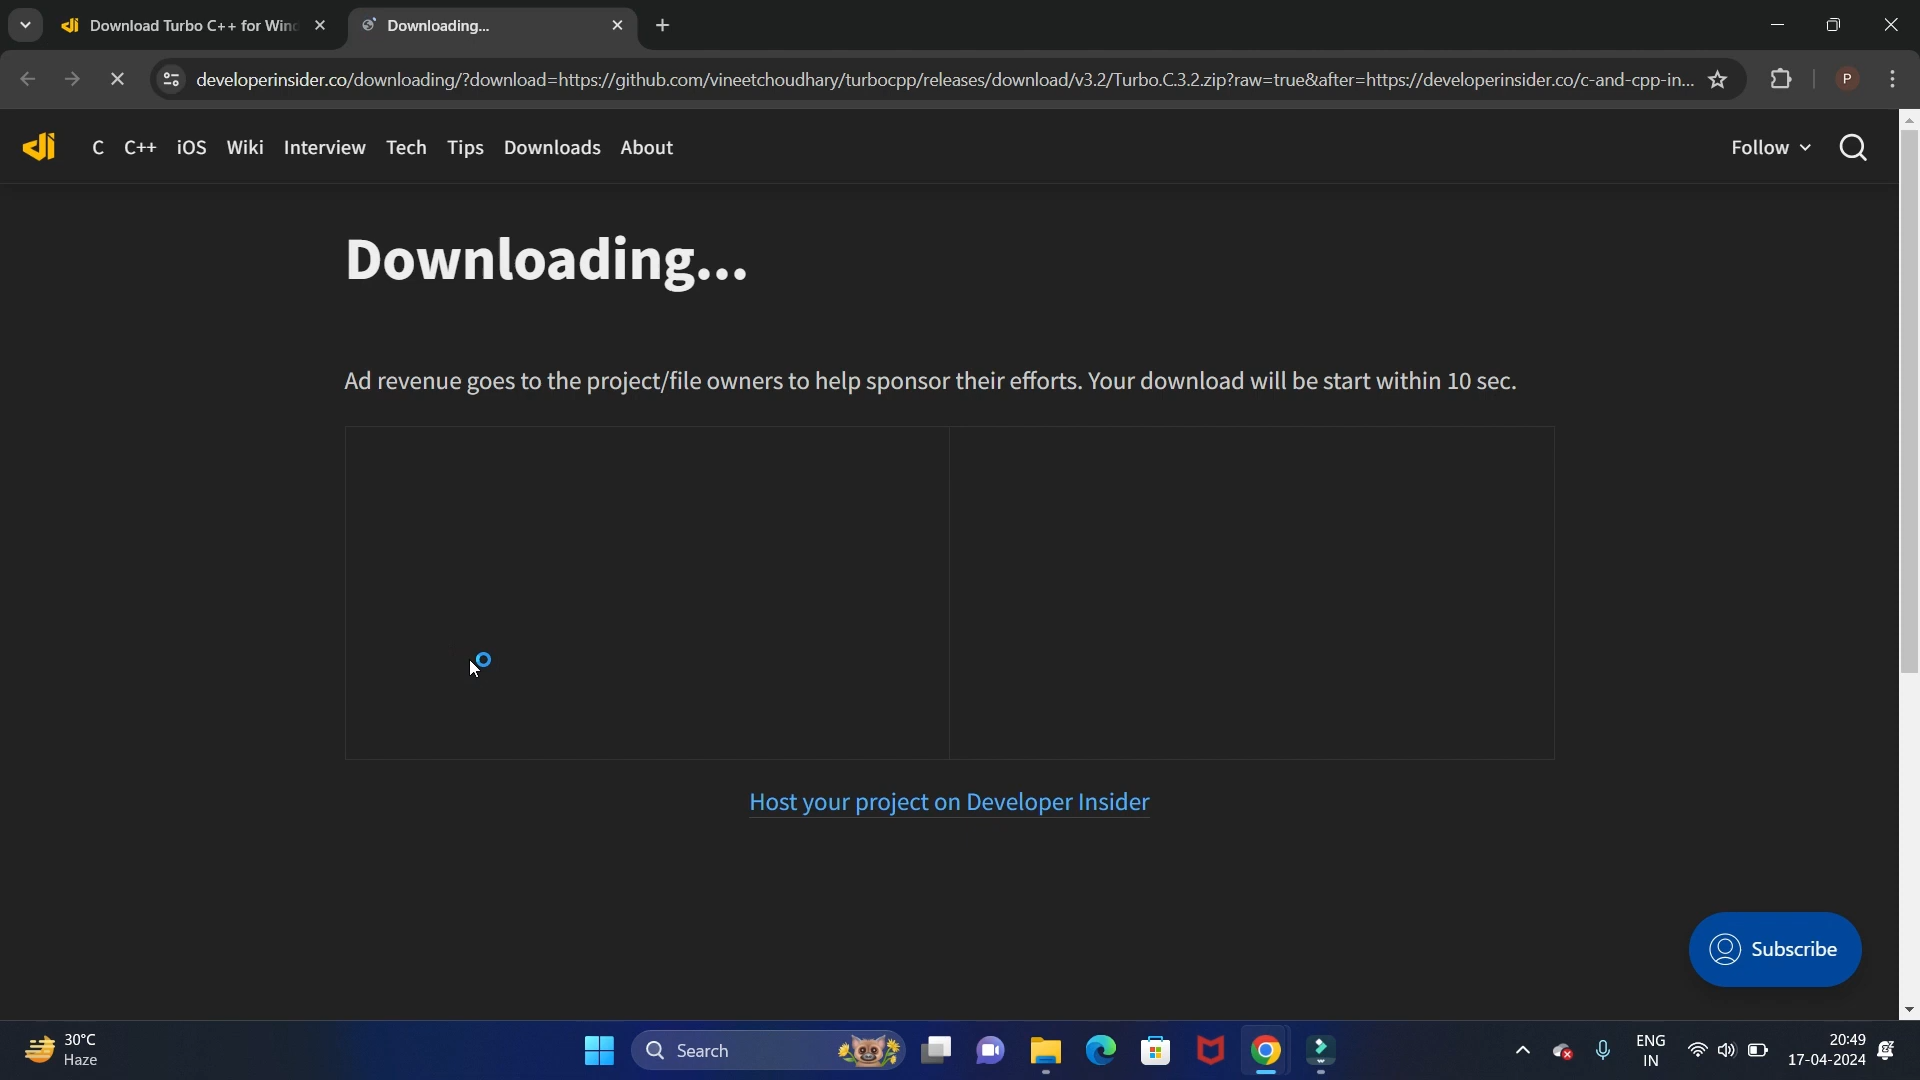 Download Turbo C++ for Wind
Downloading...
developerinsider.co/downloading/?download=https://github.com/vineetchoudhary/turbocpp/releases/download/v3.2/Turbo.C.3.2.zip?raw=true&after=https://developerinsider.co/c-and-cpp-in...
P
C C++ iOS Wiki Interview Tech Tips Downloads About
Follow
Downloading...
Ad revenue goes to the project/file owners to help sponsor their efforts. Your download will be start within 10 sec.
Host your project on Developer Insider
Subscribe
30°C
Haze
Search
ENG
IN
20:49
17-04-2024